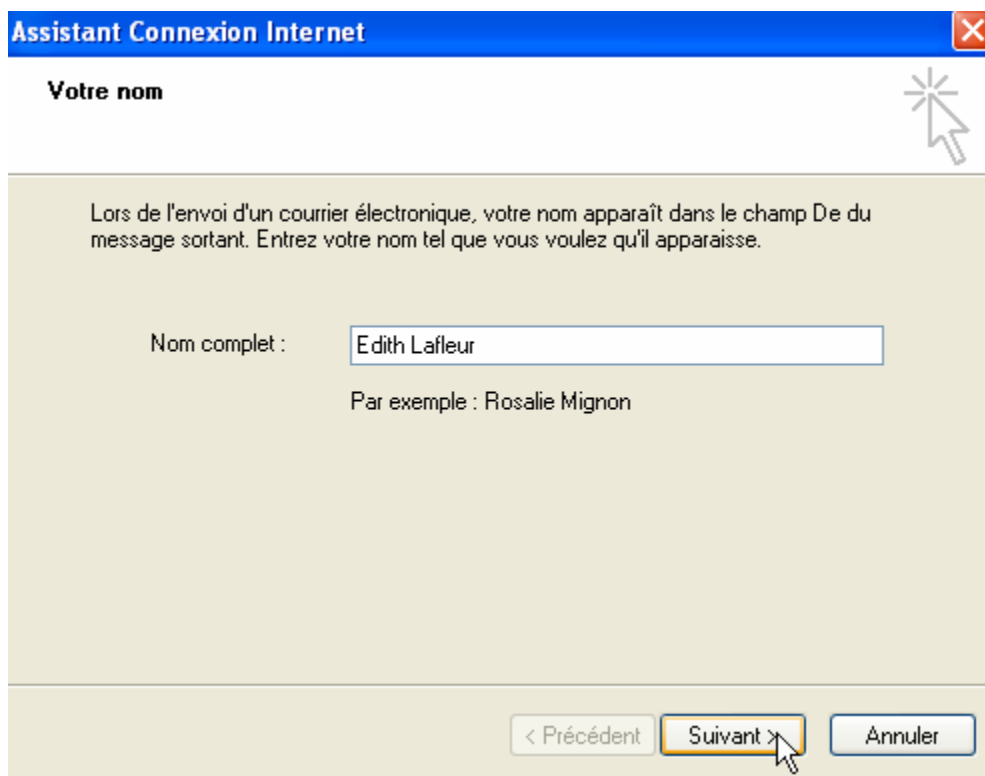 Assistant Connexion Internet
Votre nom
Lors de l'envoi d'un courrier électronique, votre nom apparaît dans le champ De du
message sortant. Entrez votre nom tel que vous voulez qu'il apparaisse.
Nom complet :
Edith Lafleur
Par exemple : Rosalie Mignon
< Précédent
Suivant >
Annuler